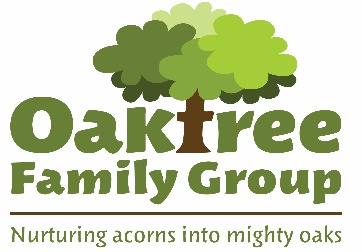 Oaktree
Family Group
Nurturing acorns into mighty oaks